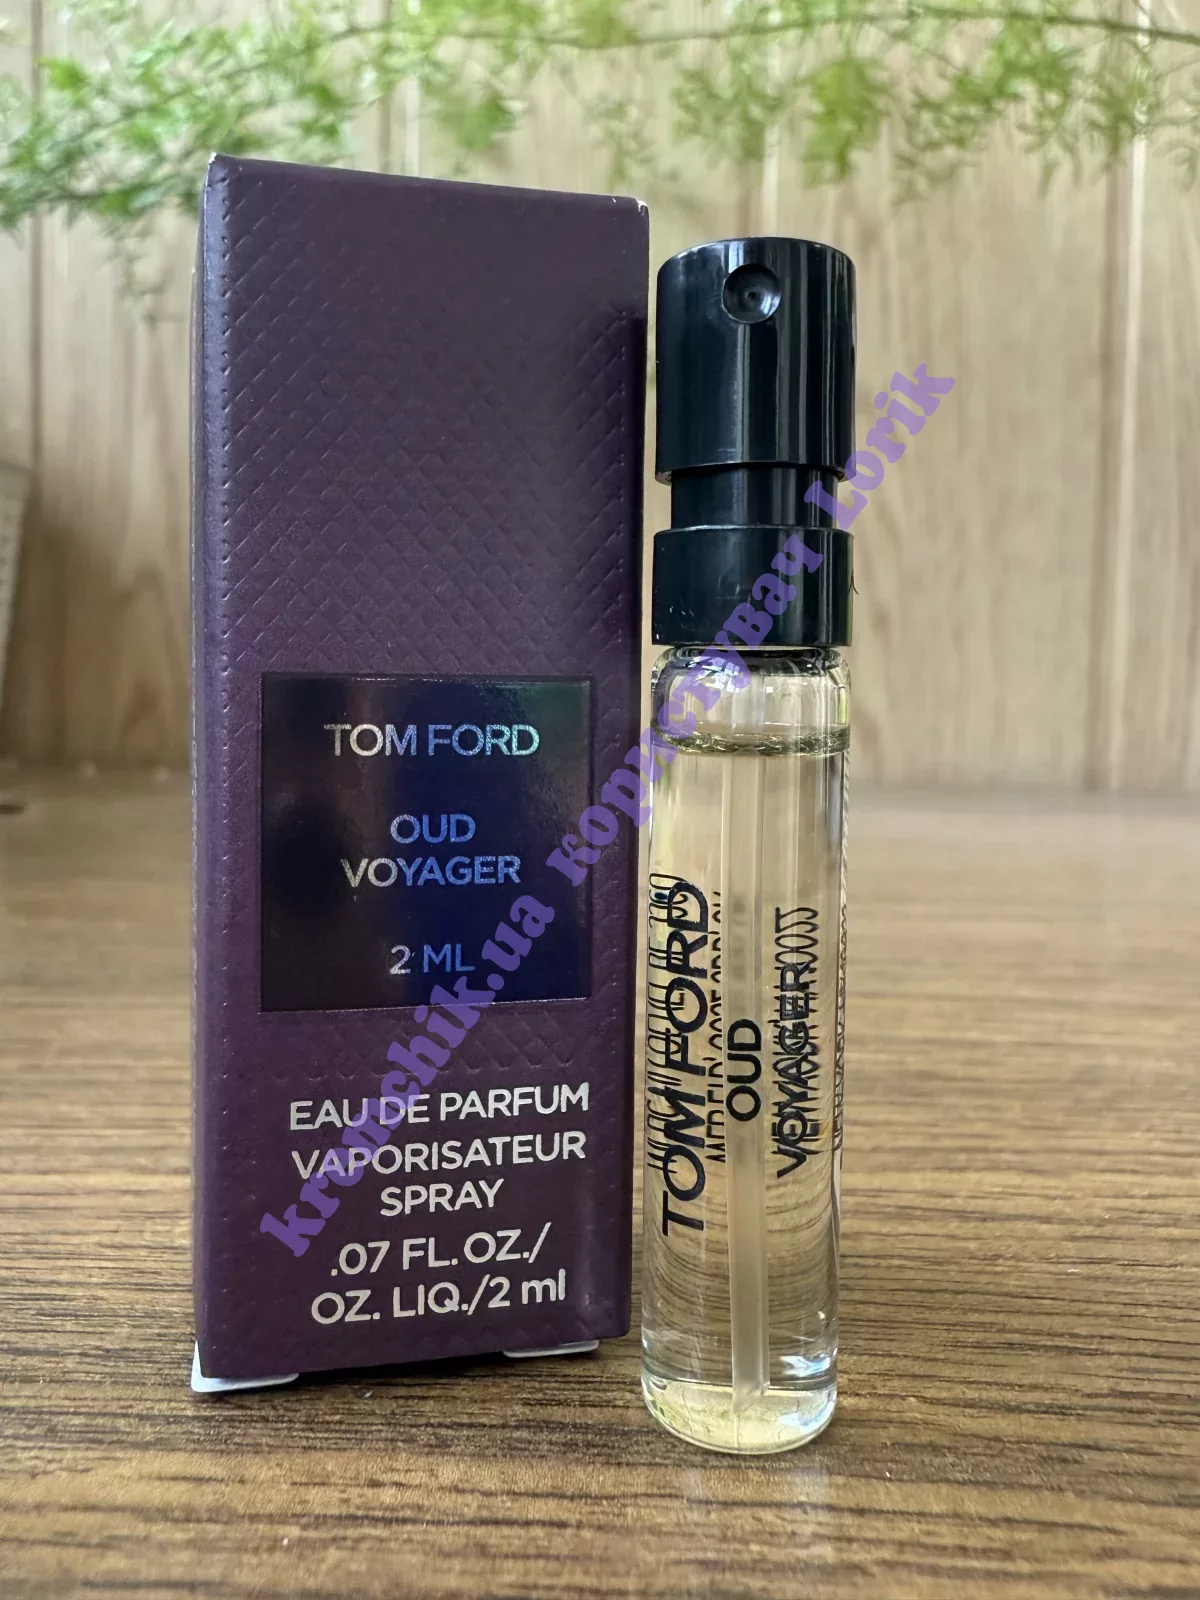 TOM FORD
OUD
VOYAGER
2 ML
EAU DE PARFUM
VAPORISATEUR
SPRAY
.07 FL. OZ./
OZ. LIQ./2 ml
TOM FORD
OUD
VOYAGER
kremchik.ua користувач Lorik